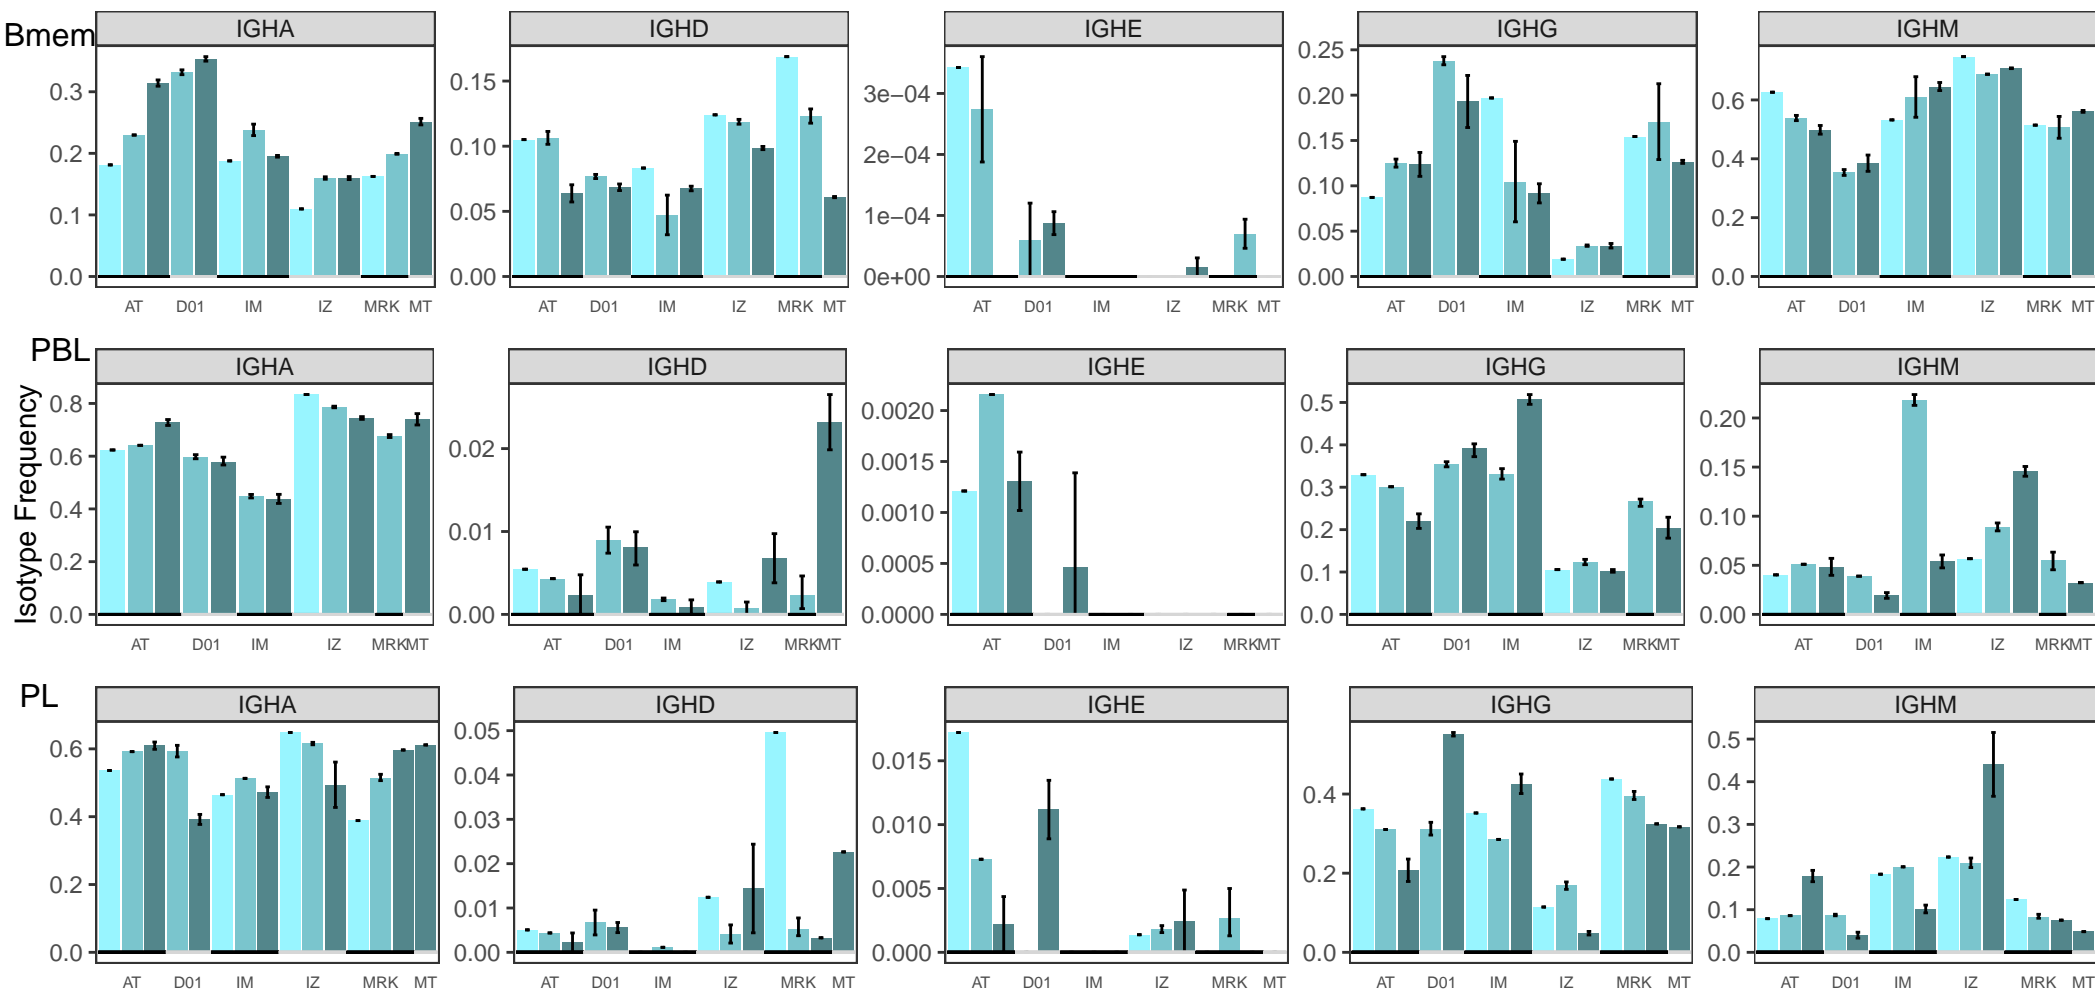 Bmem
IGHA IGHD IGHE IGHG IGHM
0.3 0.2 0.1 0.0
0.15 0.10 0.05 0.00
3e−04 2e−04 1e−04 0e+00
0.25 0.20 0.15 0.10 0.05 0.00
0.6 0.4 0.2 0.0
AT D01 IM IZ MRK MT AT D01 IM IZ MRK MT AT D01 IM IZ MRK MT AT D01 IM IZ MRK MT AT D01 IM IZ MRK MT
PBL
IGHA IGHD IGHE IGHG IGHM
Isotype Frequency
0.8 0.6 0.4 0.2 0.0
0.02 0.01 0.00
0.0020 0.0015 0.0010 0.0005 0.0000
0.5 0.4 0.3 0.2 0.1 0.0
0.20 0.15 0.10 0.05 0.00
AT D01 IM IZ MRK MT AT D01 IM IZ MRK MT AT D01 IM IZ MRK MT AT D01 IM IZ MRK MT AT D01 IM IZ MRK MT
PL
IGHA IGHD IGHE IGHG IGHM
0.6 0.4 0.2 0.0
0.05 0.04 0.03 0.02 0.01 0.00
0.015 0.010 0.005 0.000
0.4 0.2 0.0
0.5 0.4 0.3 0.2 0.1 0.0
AT D01 IM IZ MRK MT AT D01 IM IZ MRK MT AT D01 IM IZ MRK MT AT D01 IM IZ MRK MT AT D01 IM IZ MRK MT